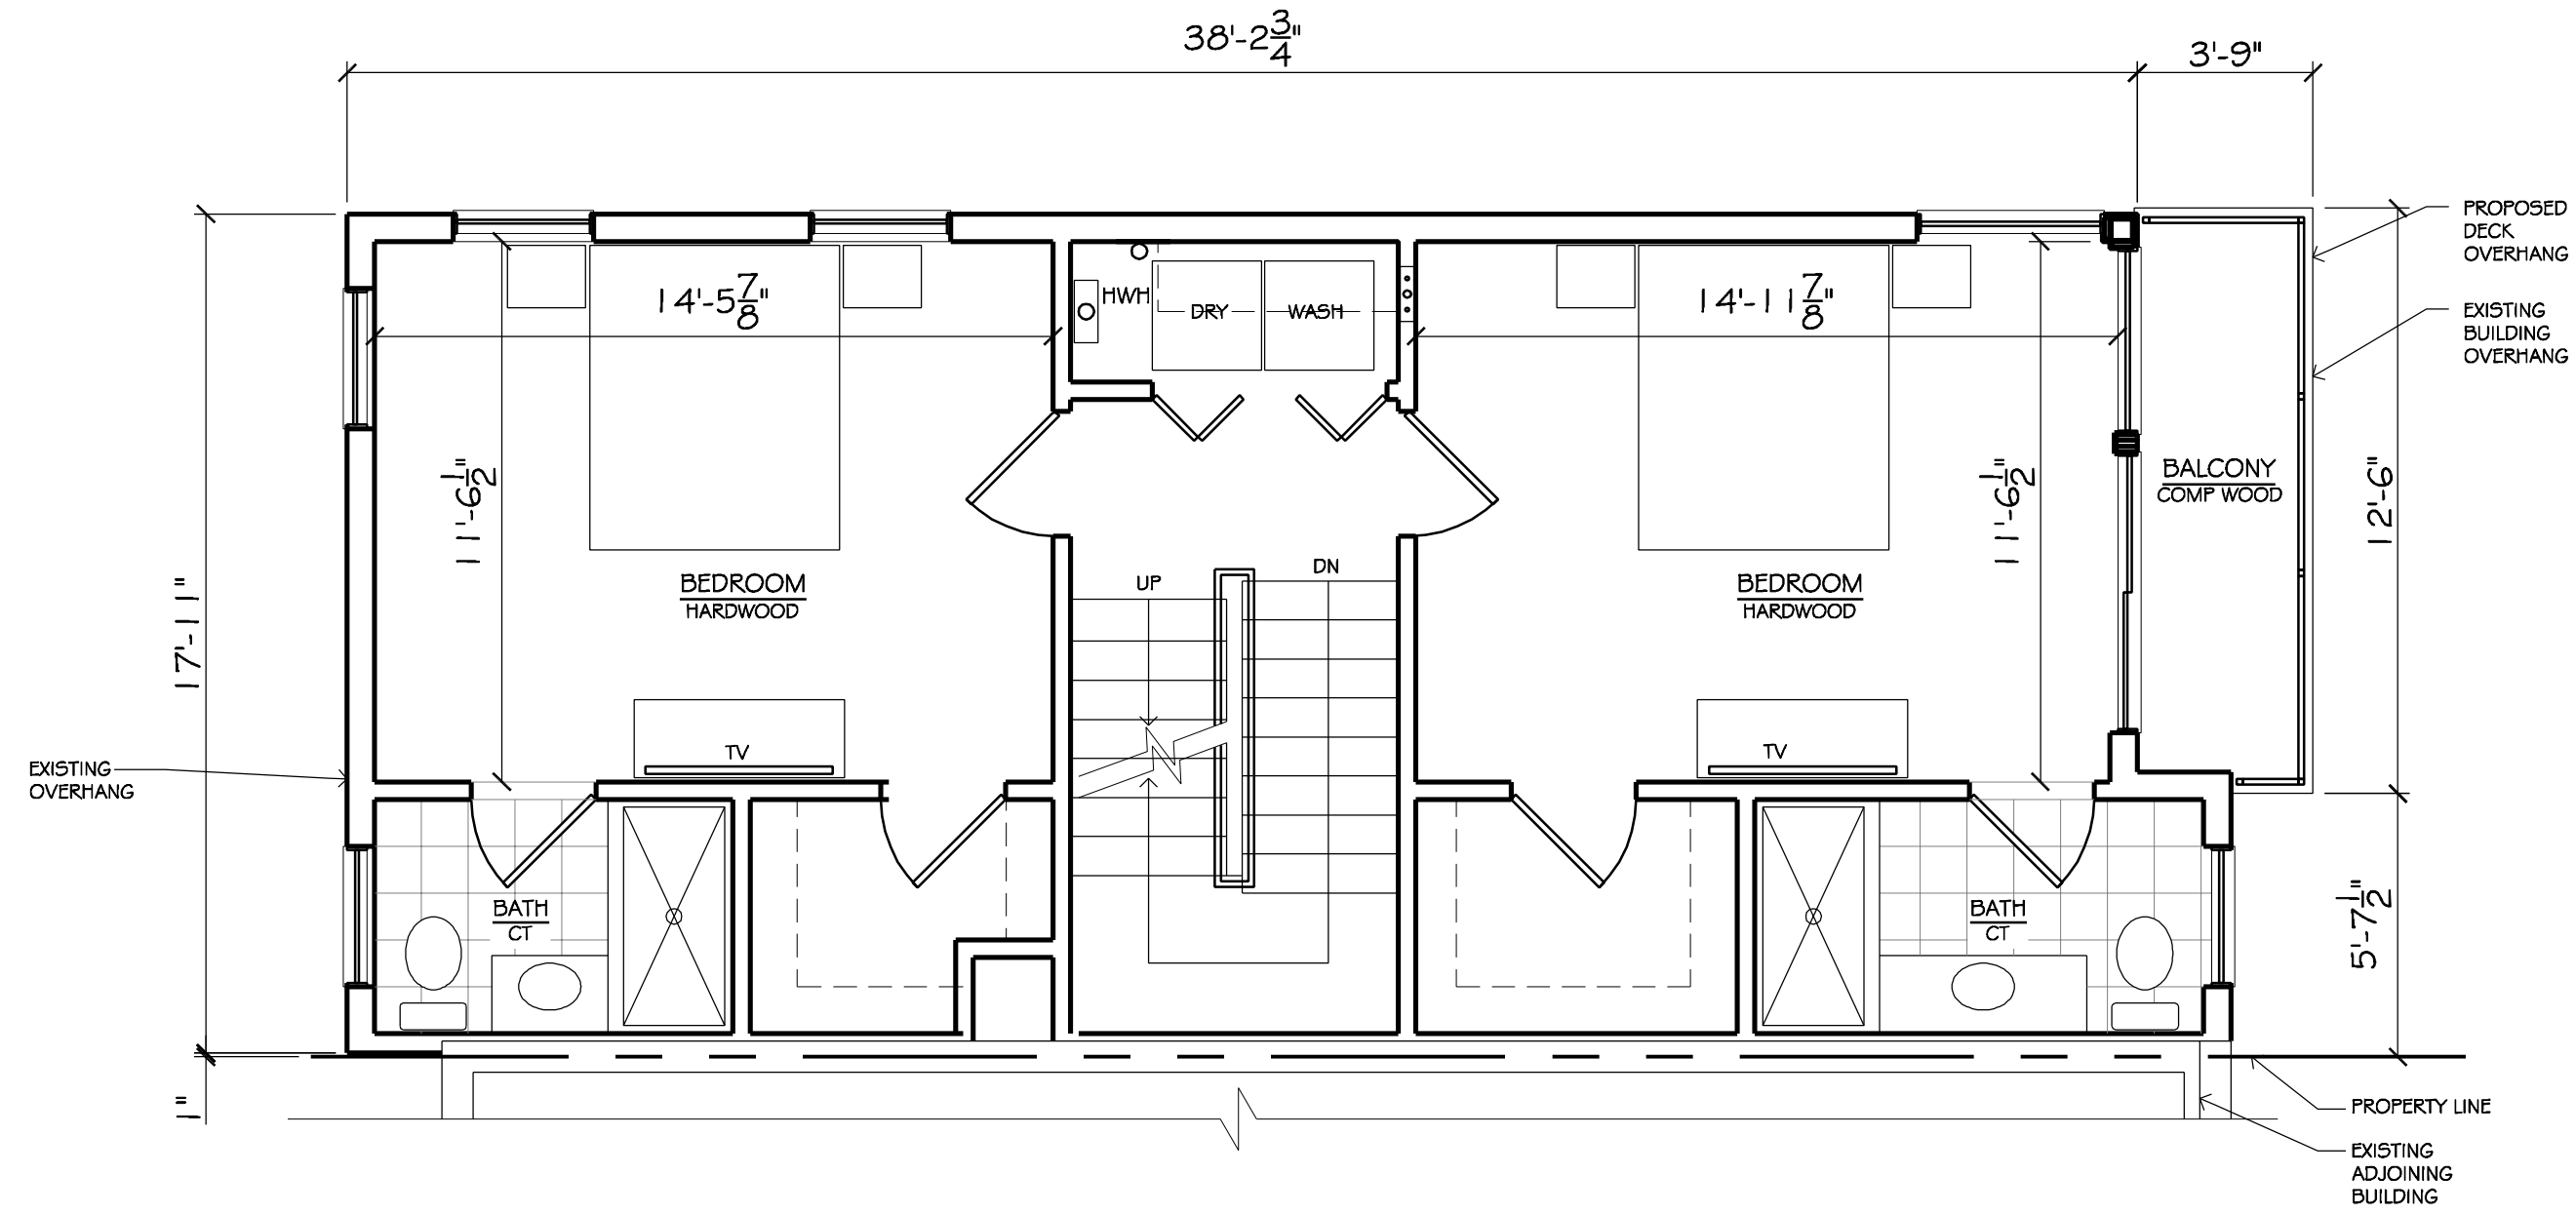 38'-2 3/4"
3'-9"
PROPOSED
DECK
OVERHANG
EXISTING
BUILDING
OVERHANG
14'-5 7/8"
HWH
DRY
WASH
14'-11 7/8"
11'-6 1/2"
11'-6 1/2"
BALCONY
COMP WOOD
12'-6"
17'-11"
BEDROOM
HARDWOOD
UP
DN
BEDROOM
HARDWOOD
TV
TV
EXISTING
OVERHANG
BATH
CT
BATH
CT
5'-7 1/2"
1"
PROPERTY LINE
EXISTING
ADJOINING
BUILDING